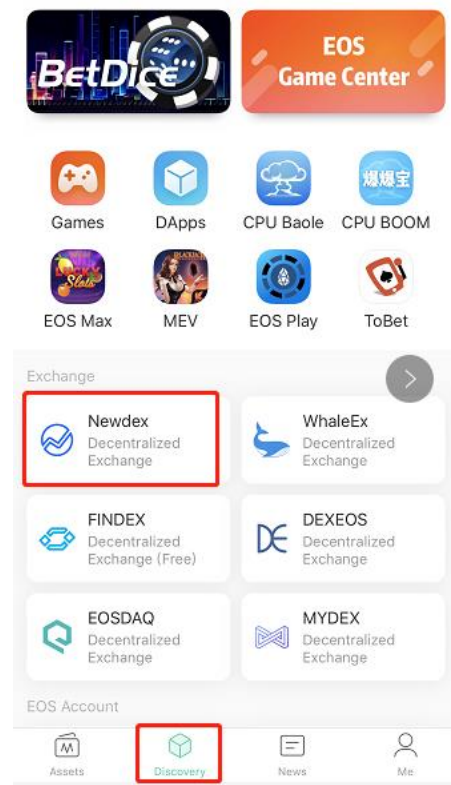 BetDice
EOS
Game Center
Games
DApps
CPU Baole
CPU BOOM
爆爆宝
EOS Max
MEV
EOS Play
ToBet
Exchange
Newdex
Decentralized
Exchange
WhaleEx
Decentralized
Exchange
FINDEX
Decentralized
Exchange (Free)
DEXEOS
Decentralized
Exchange
EOSDAQ
Decentralized
Exchange
MYDEX
Decentralized
Exchange
EOS Account
Assets
Discovery
News
Me